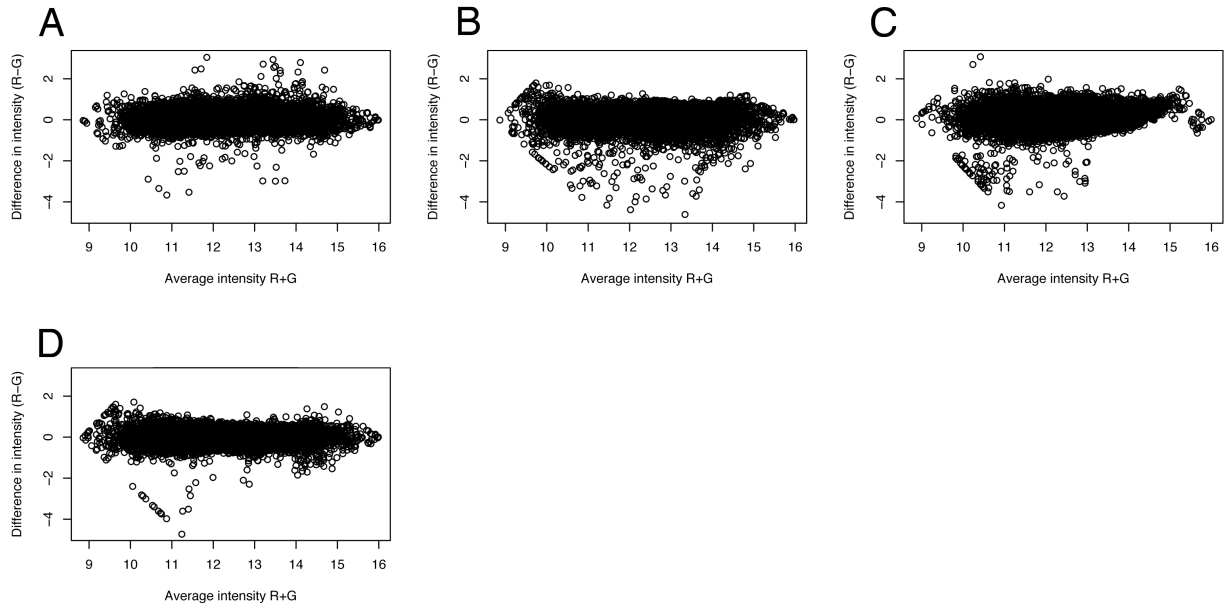 A
B
C
Difference in intensity (R−G)
2
0
−2
−4
9 10 11 12 13 14 15 16
Average intensity R+G
Difference in intensity (R−G)
2
0
−2
−4
9 10 11 12 13 14 15 16
Average intensity R+G
Difference in intensity (R−G)
2
0
−2
−4
9 10 11 12 13 14 15 16
Average intensity R+G
D
Difference in intensity (R−G)
2
0
−2
−4
9 10 11 12 13 14 15 16
Average intensity R+G